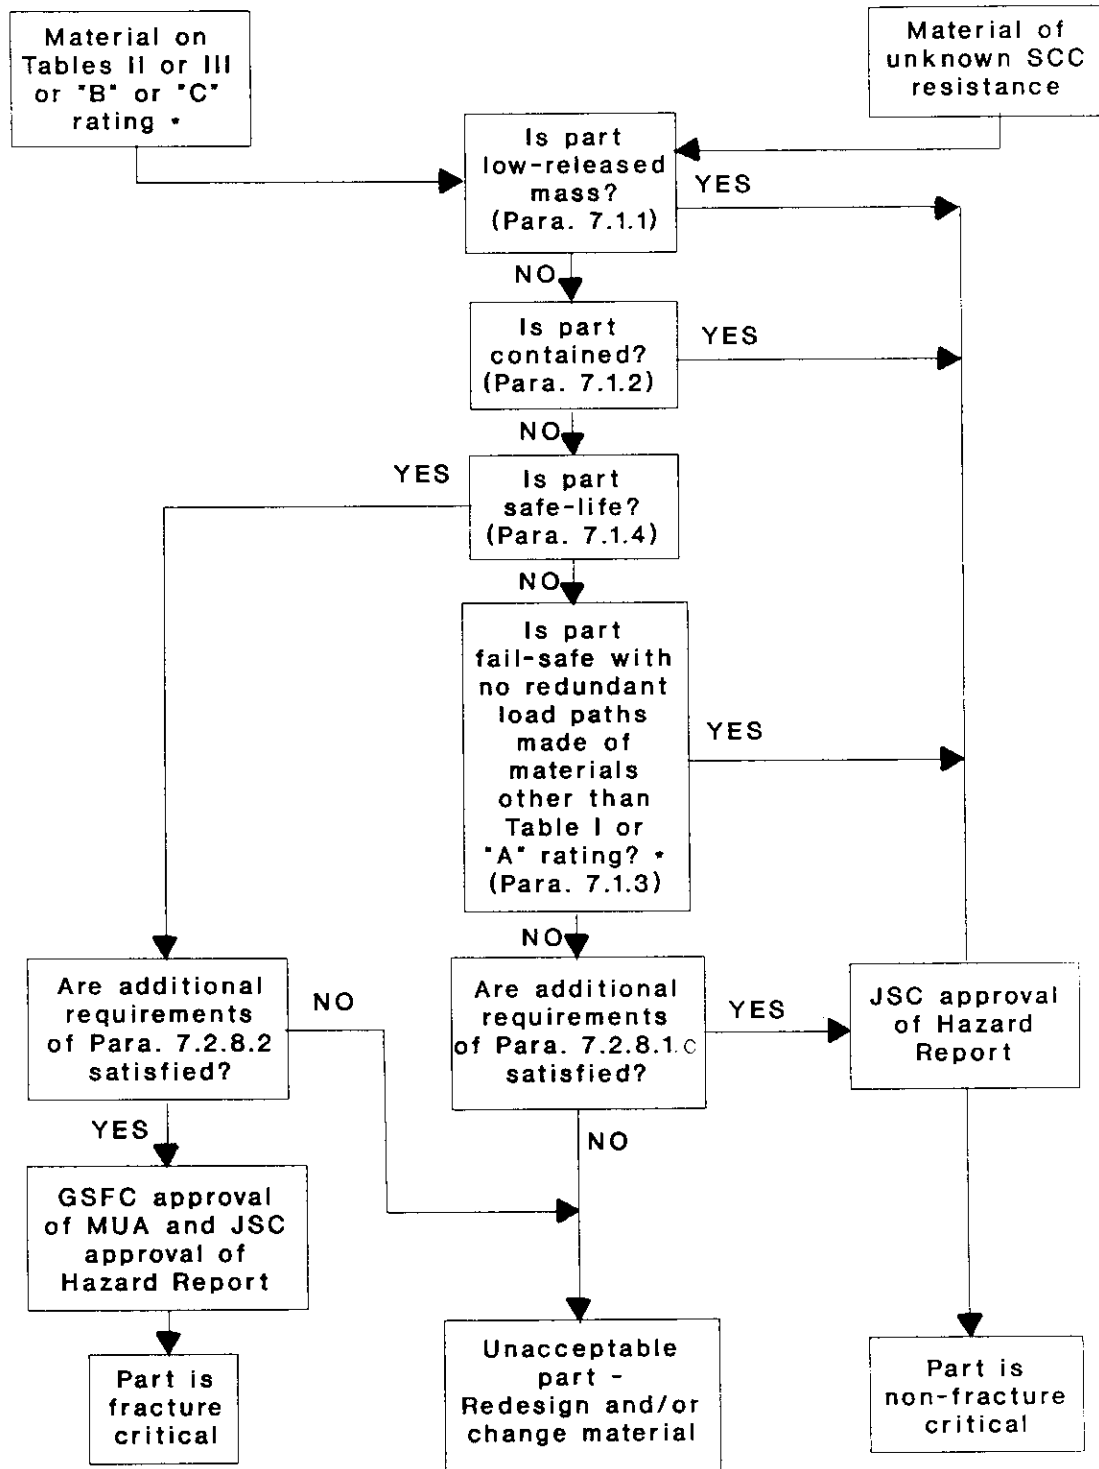 Material on
Tables II or III
or "B" or "C"
rating *
Material of
unknown SCC
resistance
Is part
low-released
mass?
(Para. 7.1.1)
YES
NO
Is part
contained?
(Para. 7.1.2)
YES
NO
YES
Is part
safe-life?
(Para. 7.1.4)
NO
Is part
fail-safe with
no redundant
load paths
made of
materials
other than
Table I or
"A" rating? *
(Para. 7.1.3)
YES
NO
Are additional
requirements
of Para. 7.2.8.2
satisfied?
NO
Are additional
requirements
of Para. 7.2.8.1.c
satisfied?
YES
JSC approval
of Hazard
Report
YES
NO
GSFC approval
of MUA and JSC
approval of
Hazard Report
Part is
fracture
critical
Unacceptable
part -
Redesign and/or
change material
Part is
non-fracture
critical